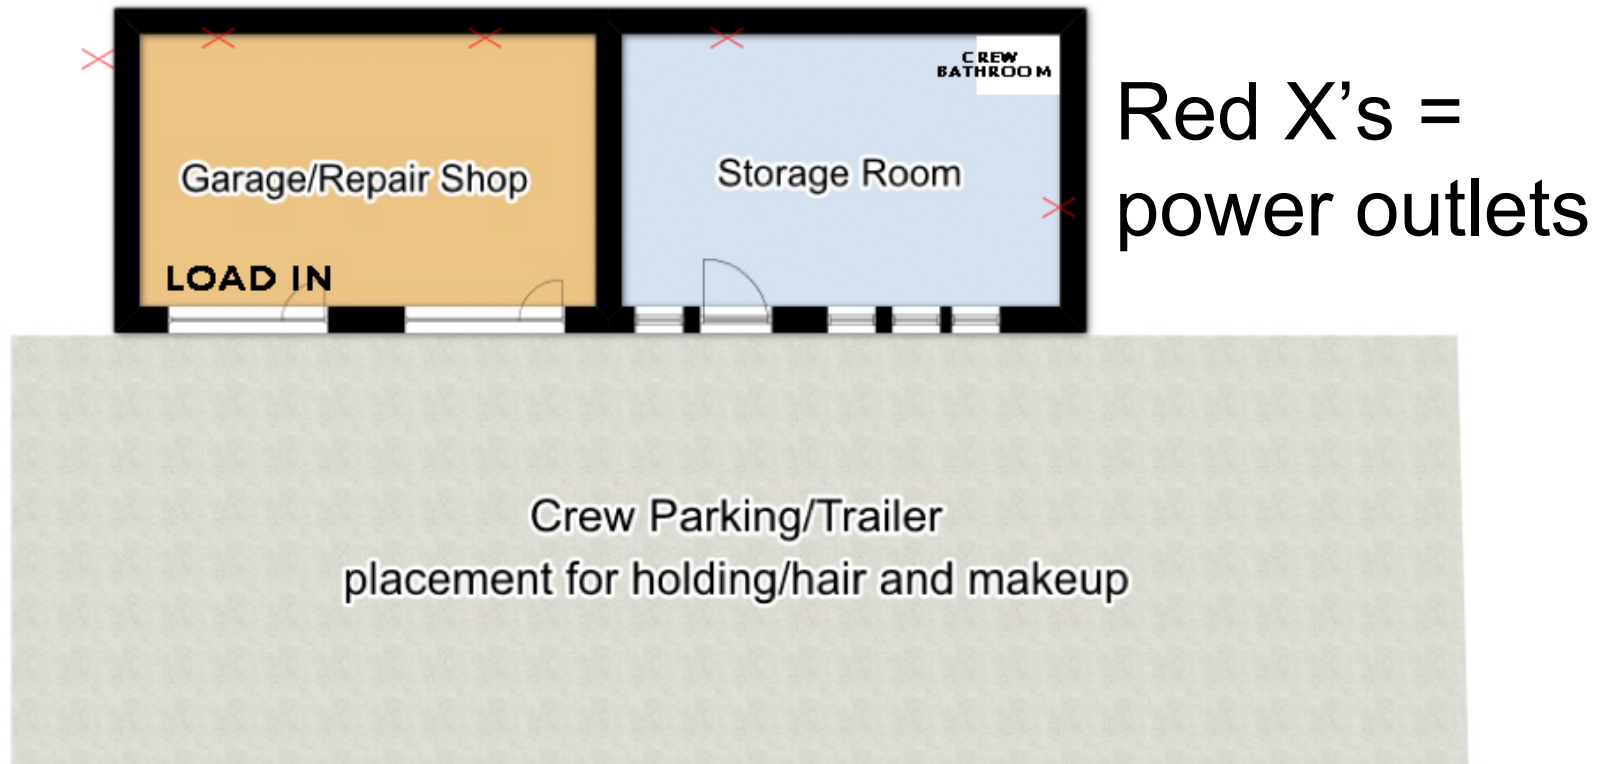 CREW
BATHROOM
Red X’s =
power outlets
Garage/Repair Shop
Storage Room
LOAD IN
Crew Parking/Trailer
placement for holding/hair and makeup